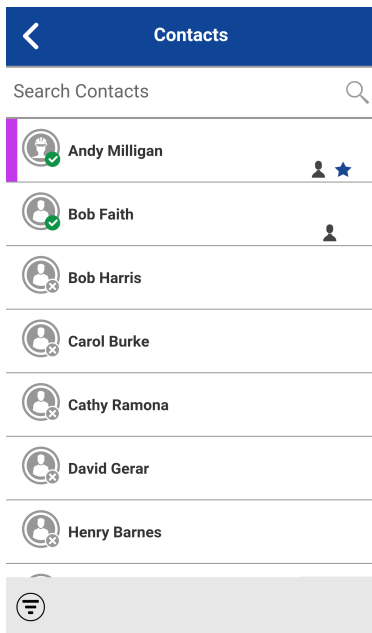 Contacts
Search Contacts
Andy Milligan
Bob Faith
Bob Harris
Carol Burke
Cathy Ramona
David Gerar
Henry Barnes